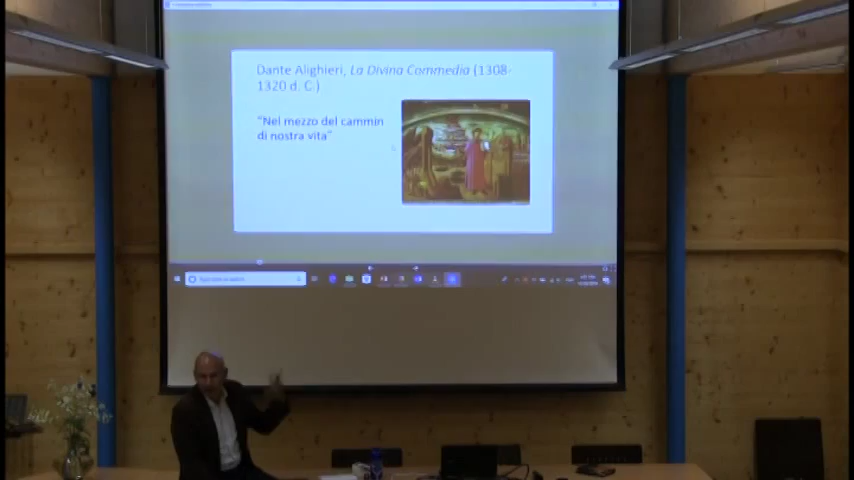 Dante Alighieri, La Divina Commedia (1308-
1320 d. C.)
"Nel mezzo del cammin
di nostra vita"